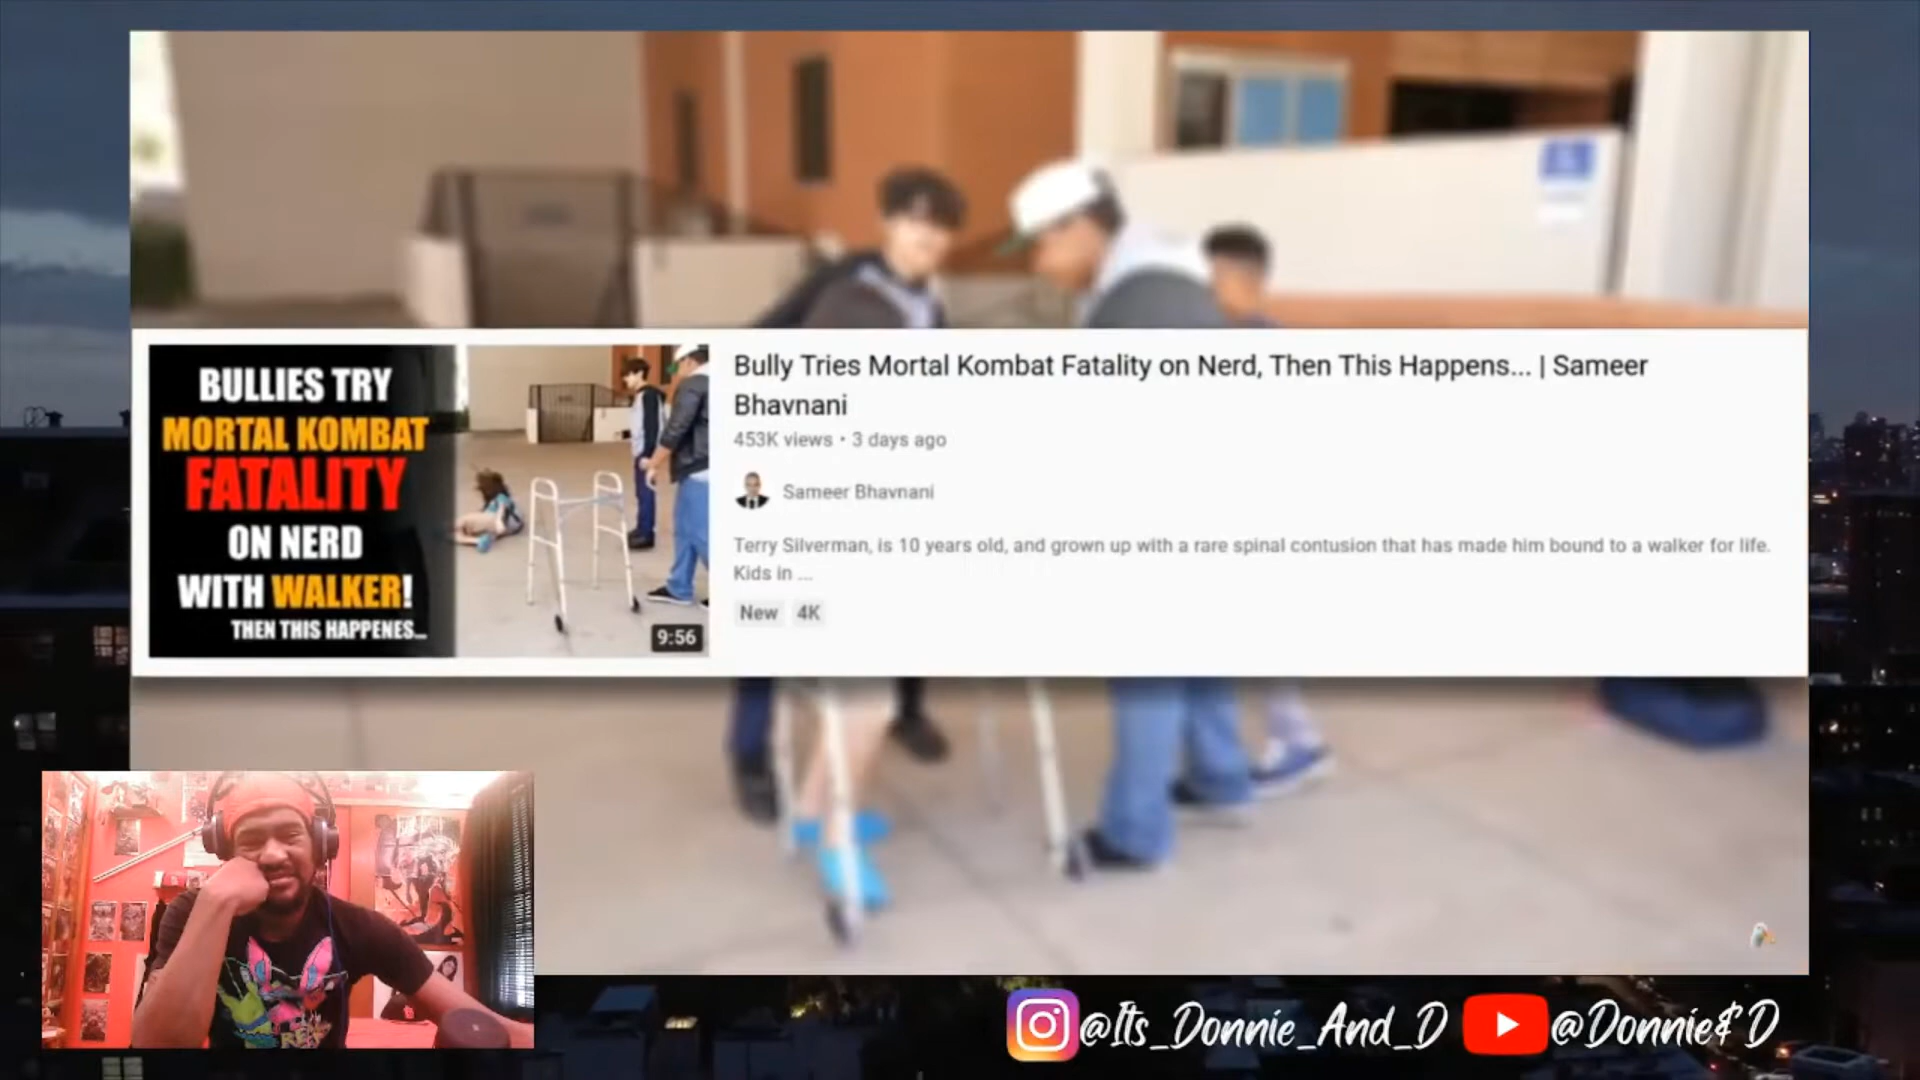 BULLIES TRY
MORTAL KOMBAT
FATALITY
ON NERD
WITH WALKER!
THEN THIS HAPPENES...
9:56
Bully Tries Mortal Kombat Fatality on Nerd, Then This Happens... | Sameer
Bhavnani
453K views • 3 days ago
Sameer Bhavnani
Terry Silverman, is 10 years old, and grown up with a rare spinal contusion that has made him bound to a walker for life.
Kids in ...
New 4K
@Its_Donnie_And_D @Donnie&D